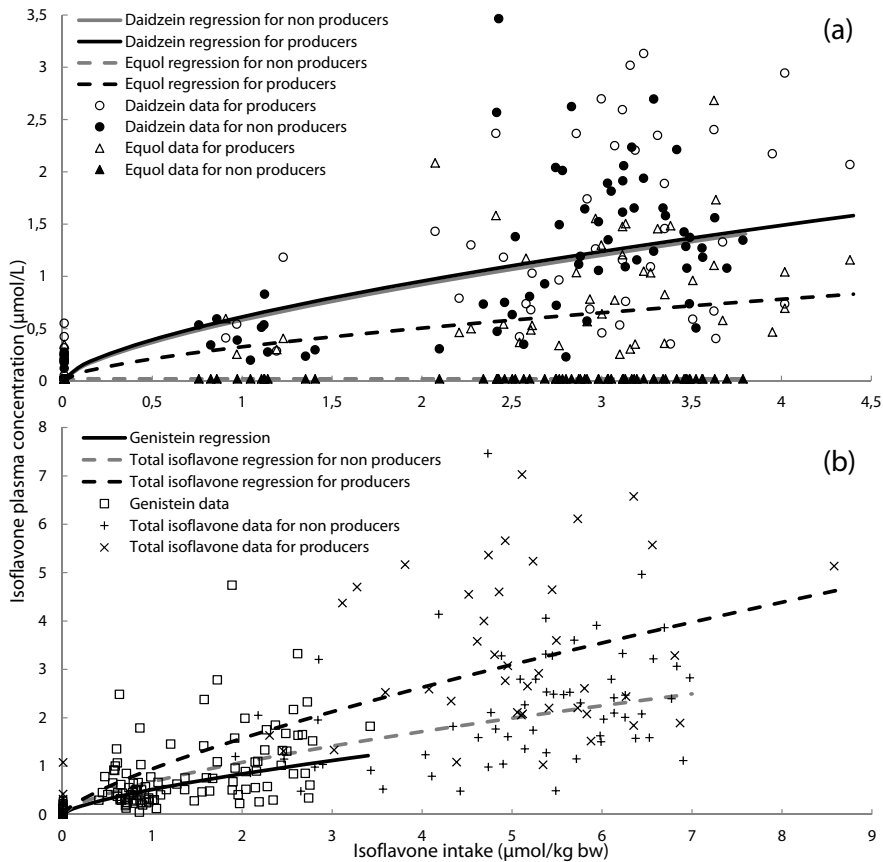 3,5
3
2,5
2
1,5
1
0,5
0
Daidzein regression for non producers
Daidzein regression for producers
Equol regression for non producers
Equol regression for producers
Daidzein data for producers
Daidzein data for non producers
Equol data for producers
Equol data for non producers
(a)
0 0,5 1 1,5 2 2,5 3 3,5 4 4,5
Isoflavone plasma concentration (μmol/L)
8
7
6
5
4
3
2
1
0
Genistein regression
Total isoflavone regression for non producers
Total isoflavone regression for producers
Genistein data
Total isoflavone data for non producers
Total isoflavone data for producers
(b)
0 1 2 3 4 5 6 7 8 9
Isoflavone intake (μmol/kg bw)